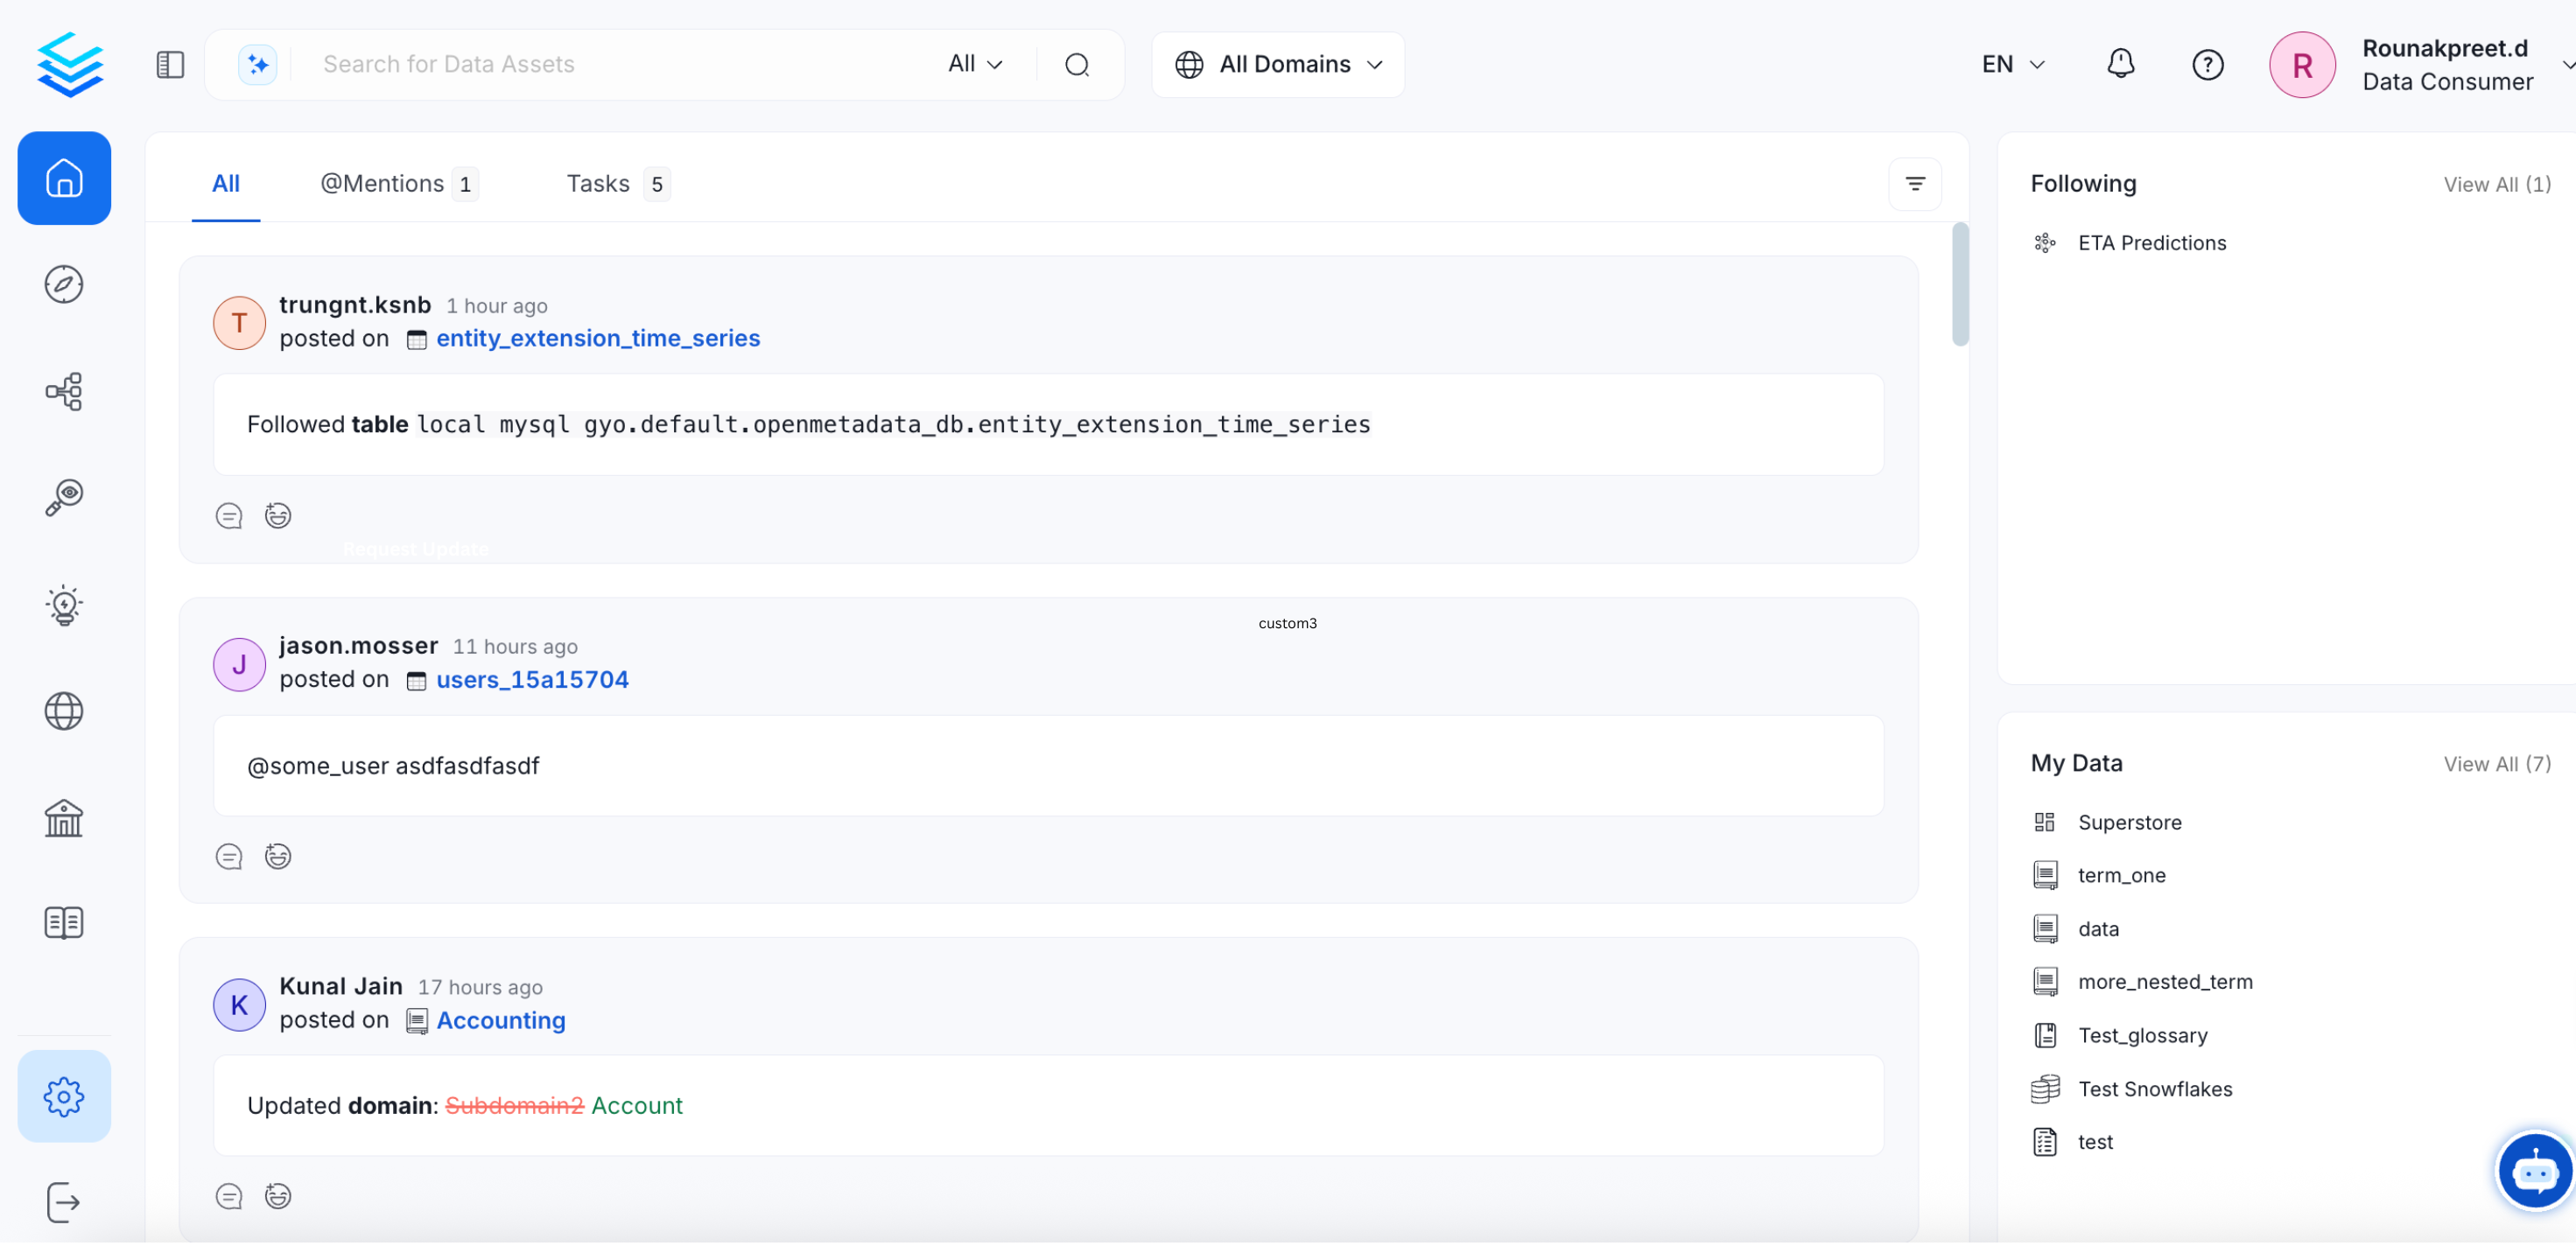 Search for Data Assets
All
All Domains
EN
R
Rounakpreet.d
Data Consumer
All
@Mentions 1
Tasks 5
T
trungnt.ksnb 1 hour ago
posted on entity_extension_time_series
Followed table local mysql gyo.default.openmetadata_db.entity_extension_time_series
Request Update
custom3
J
jason.mosser 11 hours ago
posted on users_15a15704
@some_user asdfasdfasdf
K
Kunal Jain 17 hours ago
posted on Accounting
Updated domain: Subdomain2 Account
Following
View All (1)
ETA Predictions
My Data
View All (7)
Superstore
term_one
data
more_nested_term
Test_glossary
Test Snowflakes
test